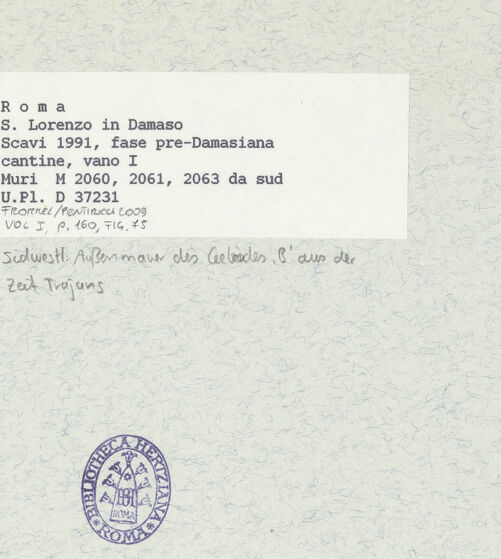 R o m a
S. Lorenzo in Damaso
Scavi 1991, fase pre-Damasiana
cantine, vano I
Muri M 2060, 2061, 2063 da sud
U.Pl. D 37231
FROMMEL/PENTIRICCI 2009
VOL I, p. 160, FIG. 75
Südwestl. Außenmauer des Gebäudes ‚B' aus der
Zeit Trajans
BIBLIOTHECA HERTZIANA
ROMA
ROMA